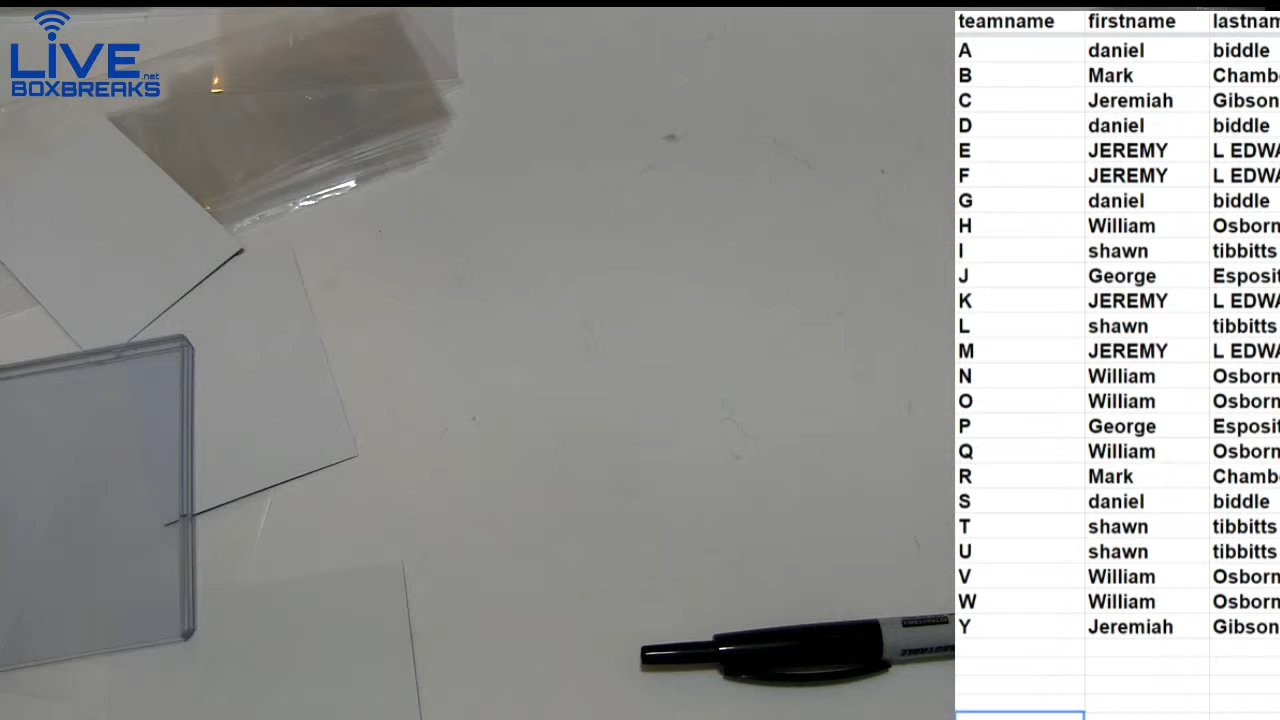 LIVE.net
BOXBREAKS
teamname firstname lastnam
A daniel biddle
B Mark Chambe
C Jeremiah Gibson
D daniel biddle
E JEREMY L EDWA
F JEREMY L EDWA
G daniel biddle
H William Osborn
I shawn tibbitts
J George Esposit
K JEREMY L EDWA
L shawn tibbitts
M JEREMY L EDWA
N William Osborn
O William Osborn
P George Esposit
Q William Osborn
R Mark Chambe
S daniel biddle
T shawn tibbitts
U shawn tibbitts
V William Osborn
W William Osborn
Y Jeremiah Gibson